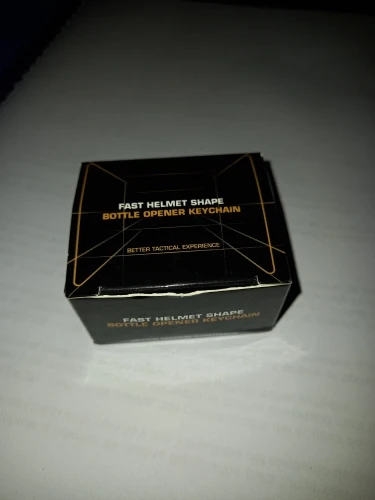 FAST HELMET SHAPE
BOTTLE OPENER KEYCHAIN
BETTER TACTICAL EXPERIENCE
FAST HELMET SHAPE
BOTTLE OPENER KEYCHAIN